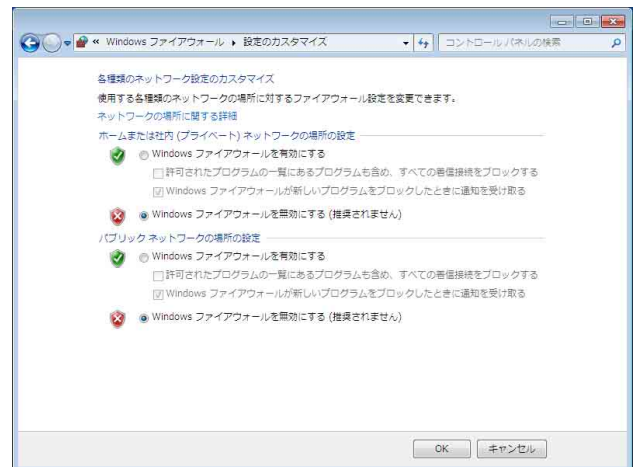 « Windows ファイアウォール ▸ 設定のカスタマイズ
コントロール パネルの検索
各種類のネットワーク設定のカスタマイズ
使用する各種類のネットワークの場所に対するファイアウォール設定を変更できます。
ネットワークの場所に関する詳細
ホームまたは社内 (プライベート) ネットワークの場所の設定
Windows ファイアウォールを有効にする
許可されたプログラムの一覧にあるプログラムも含め、すべての着信接続をブロックする
Windows ファイアウォールが新しいプログラムをブロックしたときに通知を受け取る
Windows ファイアウォールを無効にする (推奨されません)
パブリック ネットワークの場所の設定
Windows ファイアウォールを有効にする
許可されたプログラムの一覧にあるプログラムも含め、すべての着信接続をブロックする
Windows ファイアウォールが新しいプログラムをブロックしたときに通知を受け取る
Windows ファイアウォールを無効にする (推奨されません)
OK
キャンセル